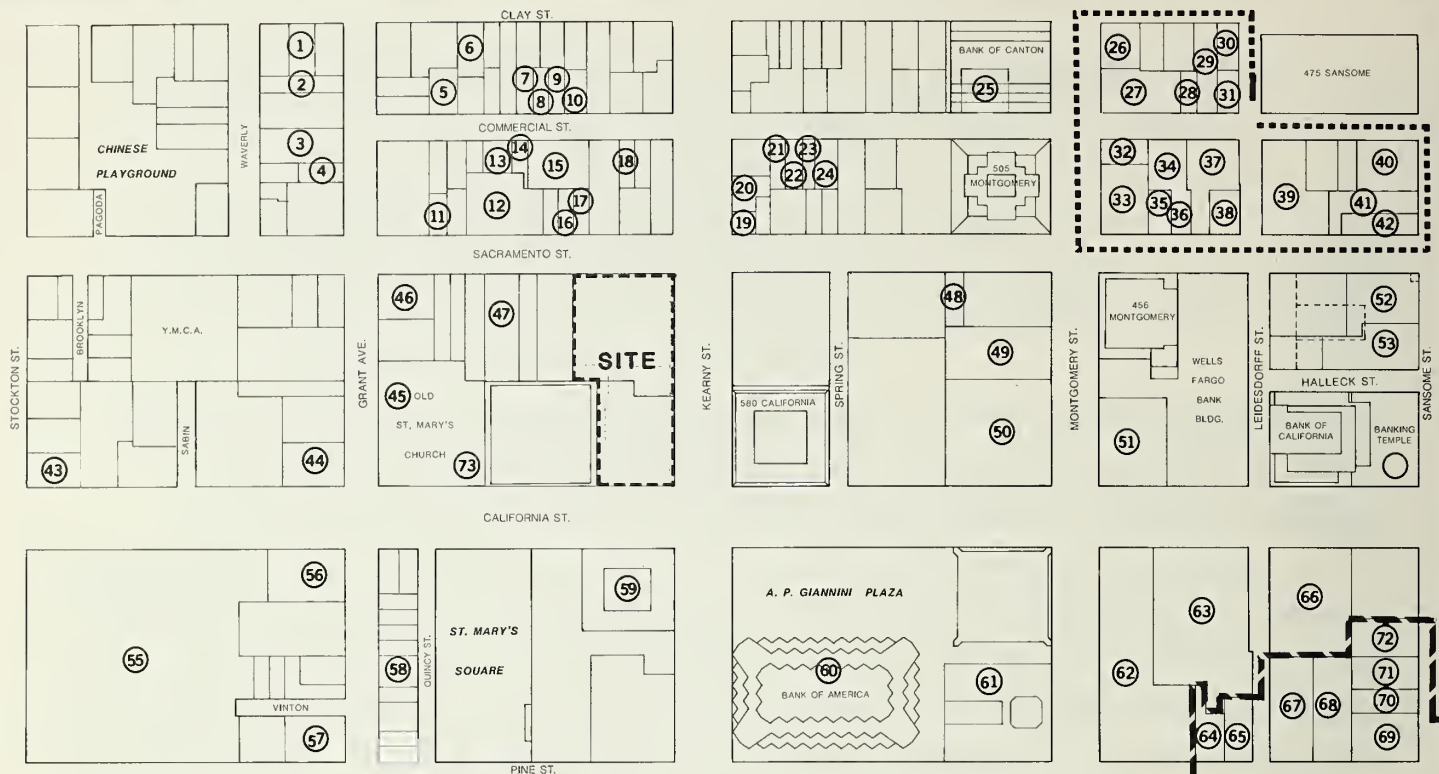 CLAY ST.
1
6
26
30
BANK OF CANTON
29
475 SANSOME
2
7
9
5
8
10
25
27
28
31
COMMERCIAL ST.
CHINESE
PLAYGROUND
WAVERLY
3
4
14
13
15
18
21
23
20
22
24
505
MONTGOMERY
32
34
37
40
PAGODA
11
12
17
16
19
33
35
36
38
39
41
42
SACRAMENTO ST.
STOCKTON ST.
BROOKLYN
Y.M.C.A.
GRANT AVE.
46
47
SITE
KEARNY ST.
SPRING ST.
48
49
MONTGOMERY ST.
456
MONTGOMERY
WELLS
FARGO
BANK
BLDG.
LEIDESDORFF ST.
52
53
HALLECK ST.
SANSOME ST.
45
OLD
ST. MARY'S
CHURCH
580 CALIFORNIA
43
SABIN
44
73
50
51
BANK OF
CALIFORNIA
BANKING
TEMPLE
CALIFORNIA ST.
56
59
A. P. GIANNINI PLAZA
63
66
55
58
QUINCY ST.
ST. MARY'S
SQUARE
60
BANK OF AMERICA
61
62
72
71
67
68
70
VINTON
57
64
65
69
PINE ST.